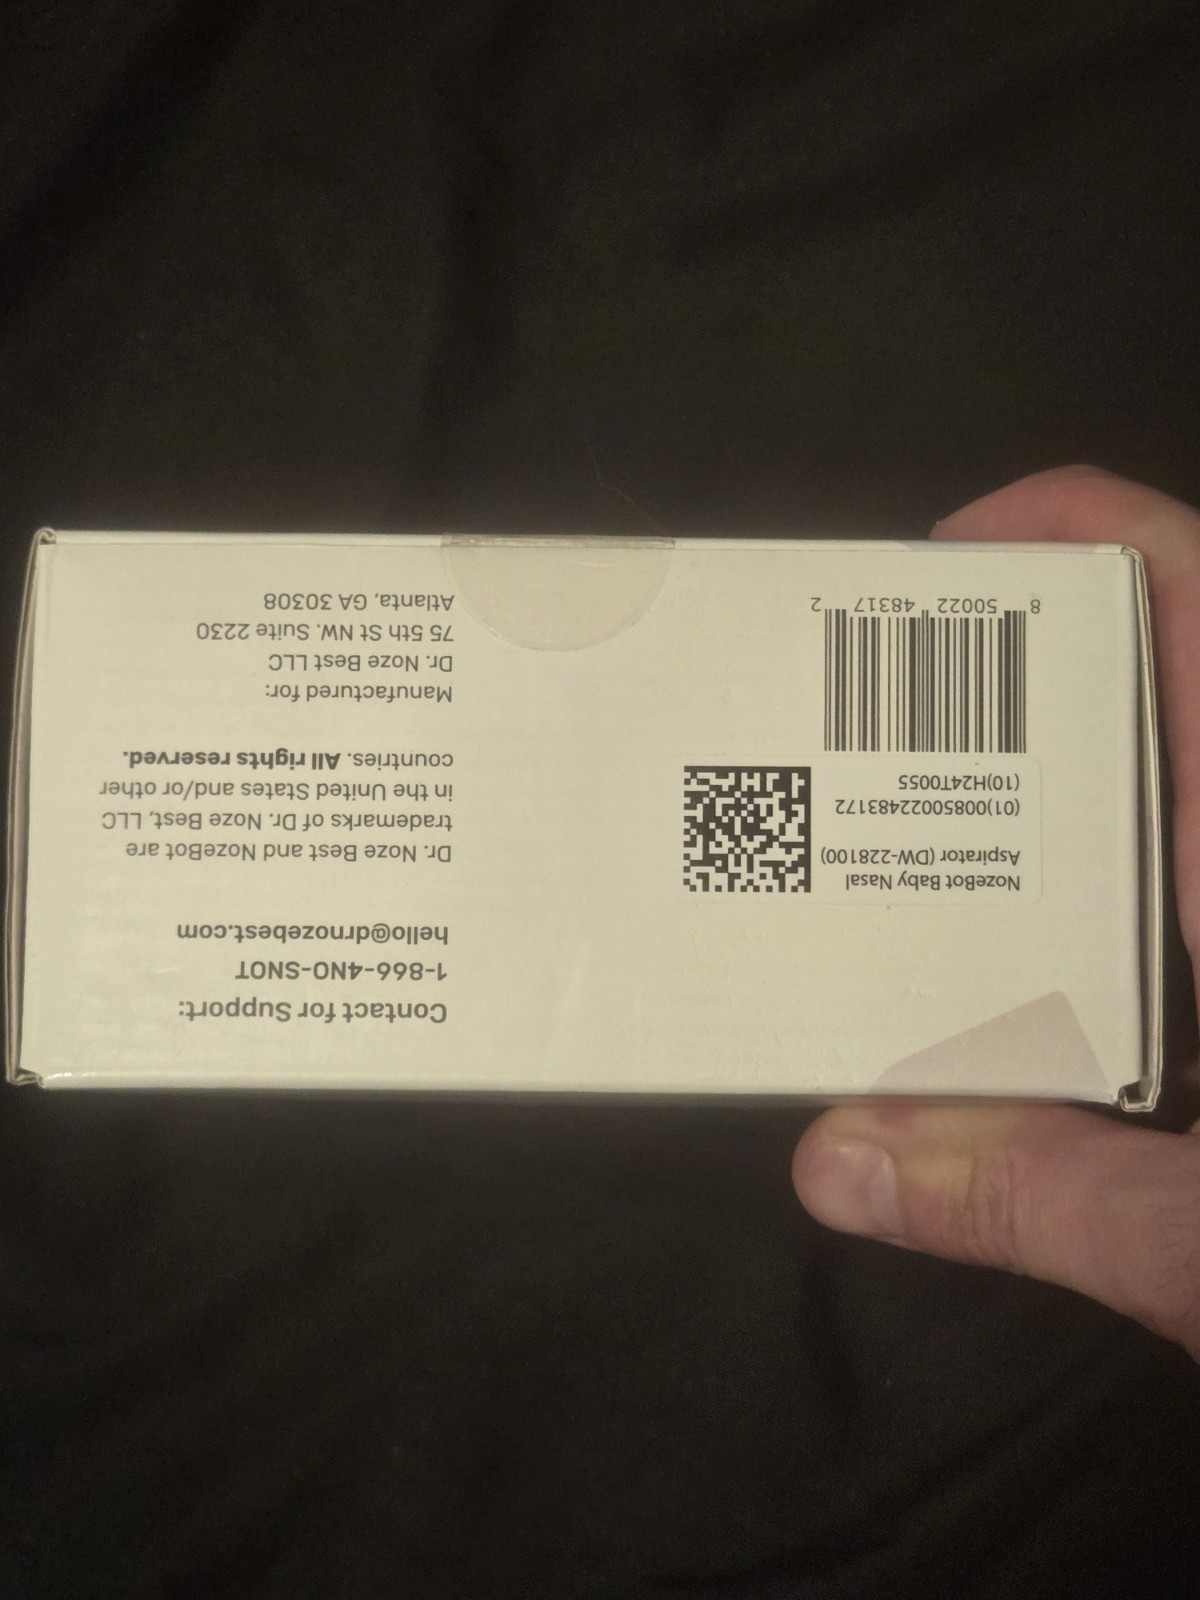 Contact for Support:
1-866-4NO-SNOT
hello@drnozebest.com
Dr. Noze Best and NozeBot are
trademarks of Dr. Noze Best, LLC
in the United States and/or other
countries. All rights reserved.
Manufactured for:
Dr. Noze Best LLC
75 5th St NW. Suite 2230
Atlanta, GA 30308
NozeBot Baby Nasal
Aspirator (DW-228100)
(01)00850022483172
(10)H24T0055
8 50022 48317 2